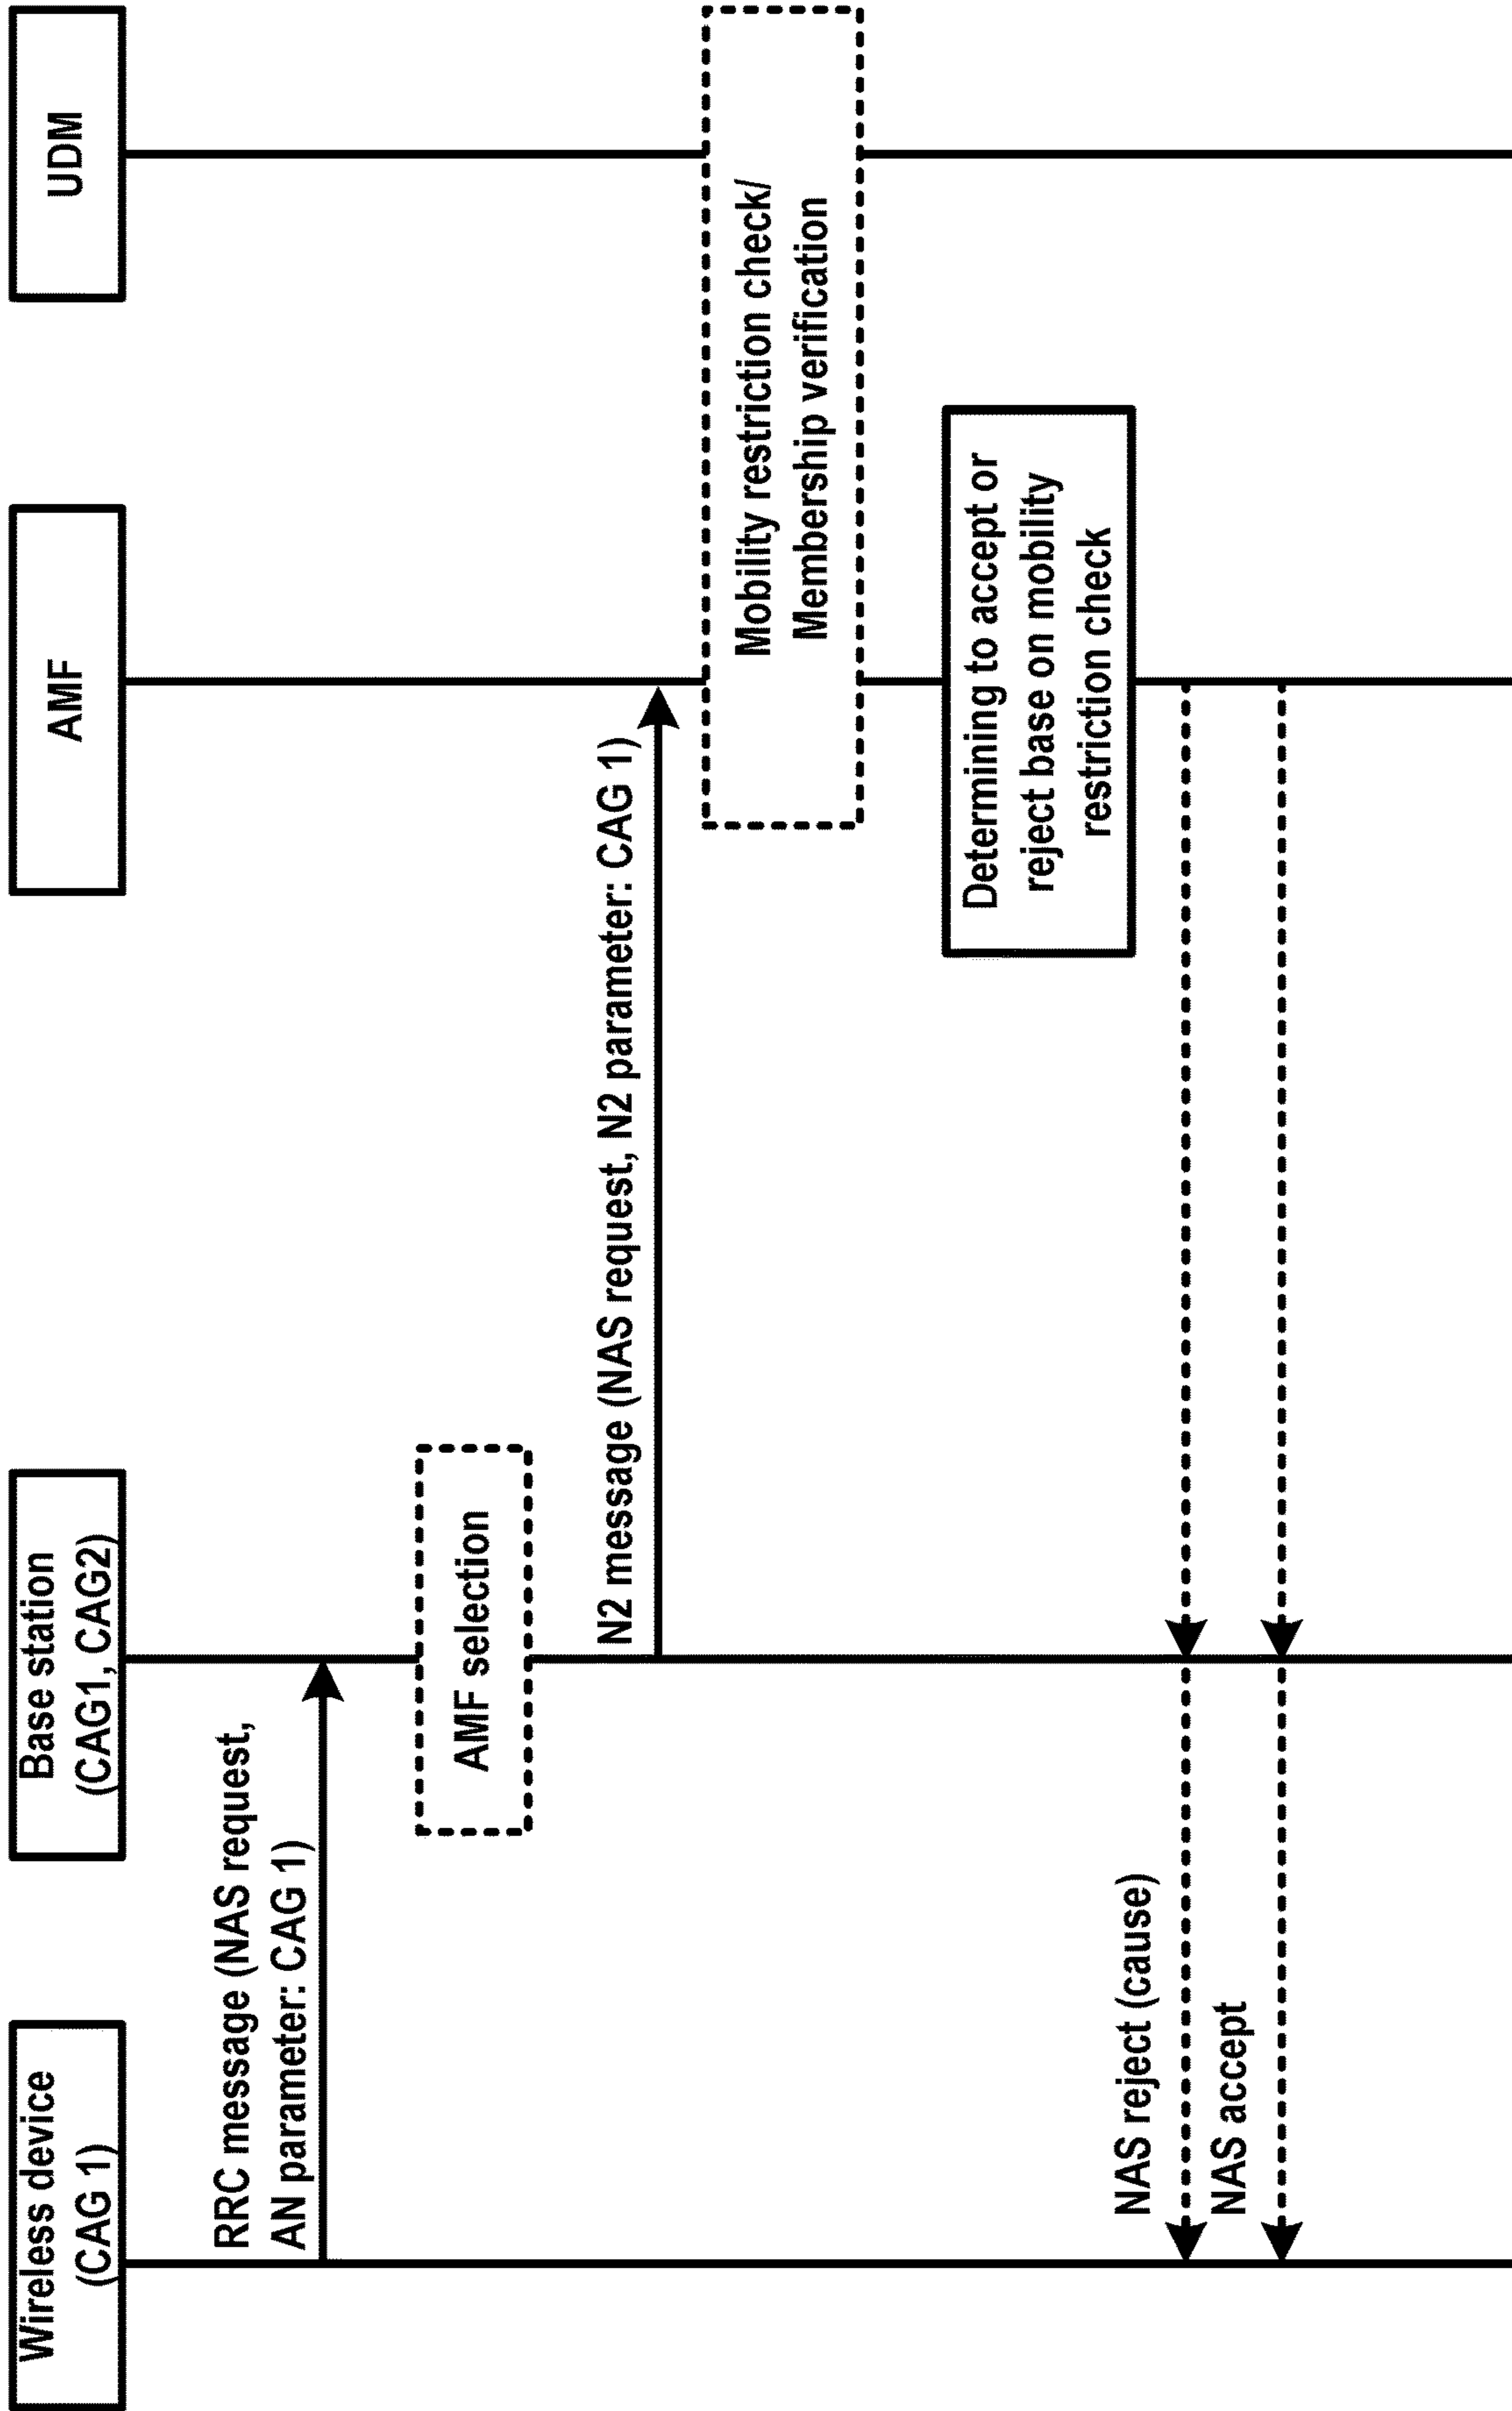 Wireless device
(CAG 1)
Base station
(CAG1, CAG2)
AMF
UDM
RRC message (NAS request,
AN parameter: CAG 1)
AMF selection
N2 message (NAS request, N2 parameter: CAG 1)
Mobility restriction check/
Membership verification
Determining to accept or
reject base on mobility
restriction check
NAS reject (cause)
NAS accept